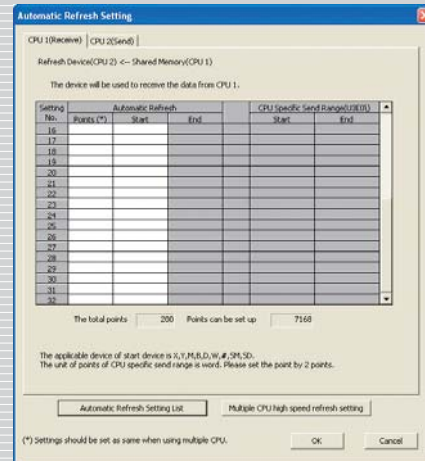 Automatic Refresh Setting
CPU 1(Receive) CPU 2(Send)
Refresh Device(CPU 2) <-- Shared Memory(CPU 1)
The device will be used to receive the data from CPU 1.
Setting No. Automatic Refresh CPU Specific Send Range(U3E0\)
Points (*) Start End Start End
16
17
18
19
20
21
22
23
24
25
26
27
28
29
30
31
32
The total points 200 Points can be set up 7168
The applicable device of start device is X,Y,M,B,D,W,#,SM,SD.
The unit of points of CPU specific send range is word. Please set the point by 2 points.
Automatic Refresh Setting List Multiple CPU high speed refresh setting
(*) Settings should be set as same when using multiple CPU. OK Cancel